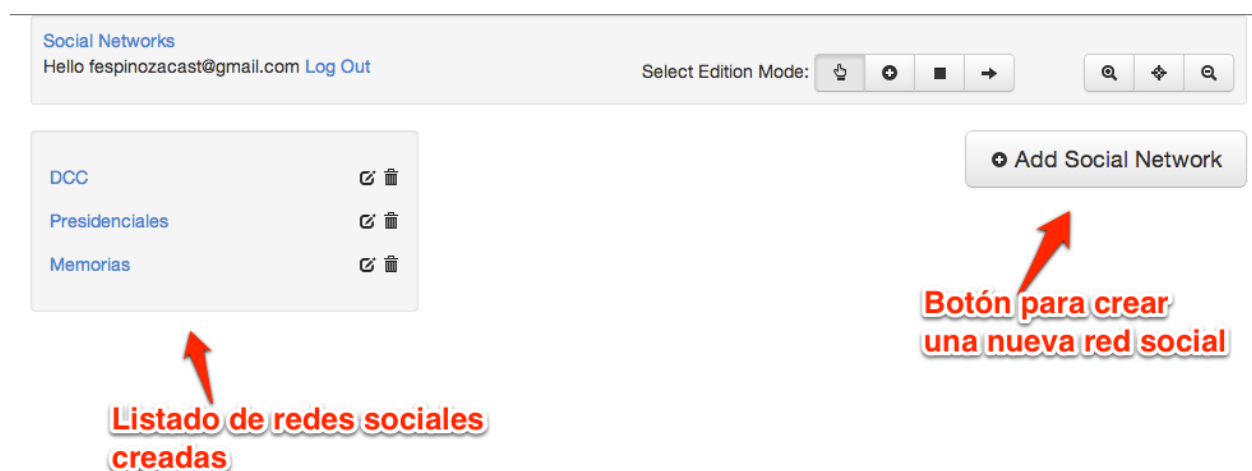 Social Networks
Hello fespinozacast@gmail.com Log Out
Select Edition Mode:
Add Social Network
DCC
Presidenciales
Memorias
Botón para crear
una nueva red social
Listado de redes sociales
creadas